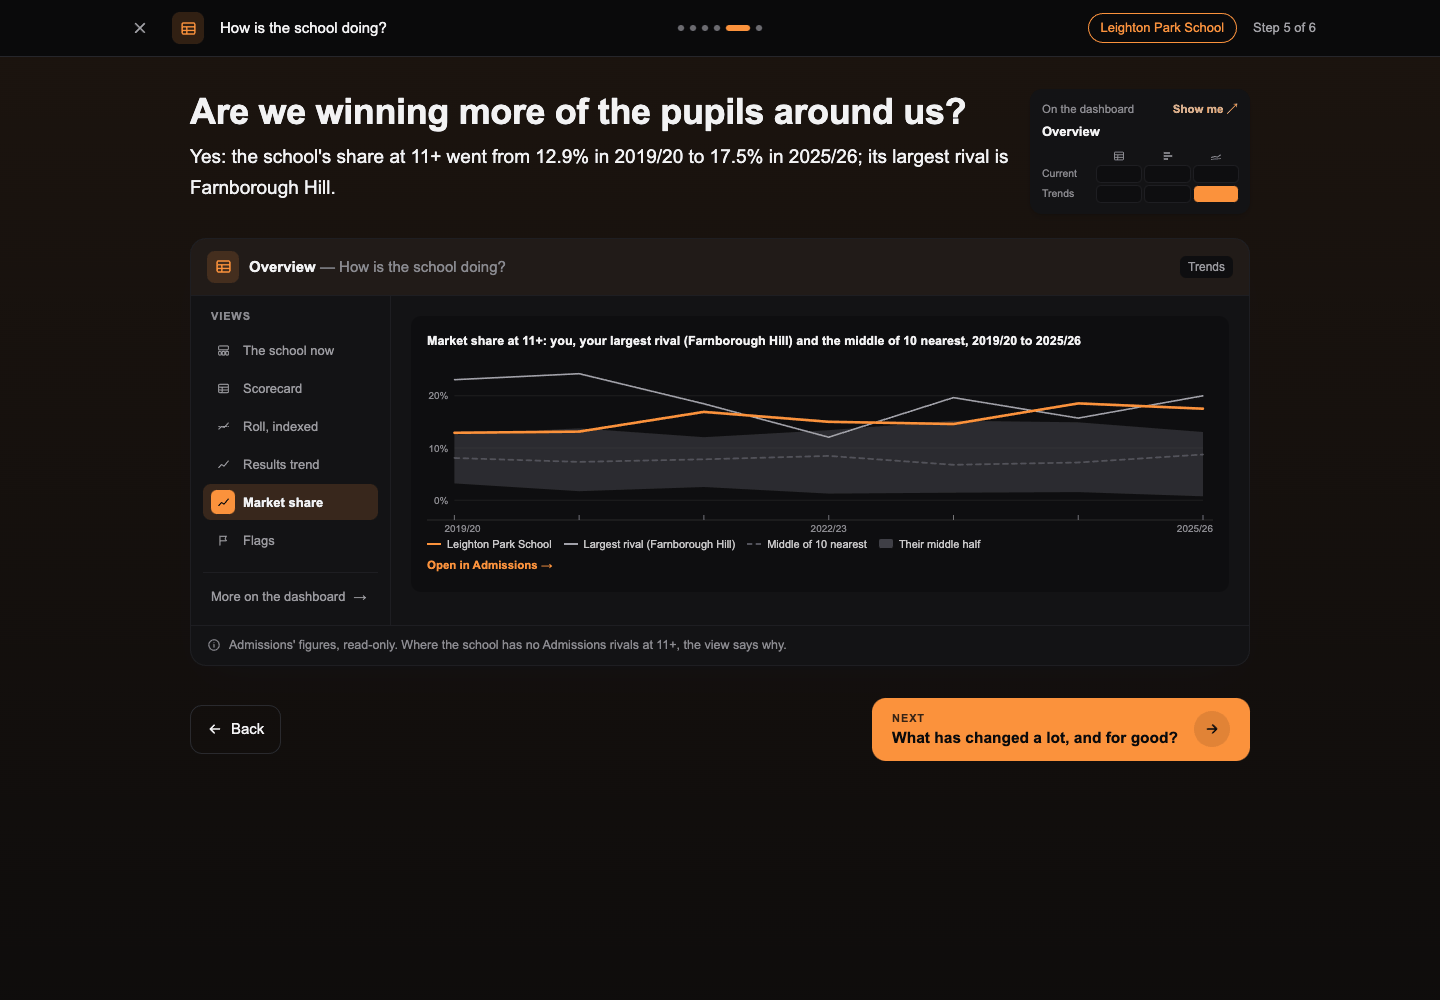 How is the school doing?
Leighton Park School
Step 5 of 6
Are we winning more of the pupils around us?
Yes: the school's share at 11+ went from 12.9% in 2019/20 to 17.5% in 2025/26; its largest rival is
Farnborough Hill.
On the dashboard
Show me
Overview
Current
Trends
Overview — How is the school doing?
Trends
VIEWS
The school now
Scorecard
Roll, indexed
Results trend
Market share
Flags
More on the dashboard →
Market share at 11+: you, your largest rival (Farnborough Hill) and the middle of 10 nearest, 2019/20 to 2025/26
20%
10%
0%
2019/20
2022/23
2025/26
Leighton Park School
Largest rival (Farnborough Hill)
Middle of 10 nearest
Their middle half
Open in Admissions →
Admissions' figures, read-only. Where the school has no Admissions rivals at 11+, the view says why.
← Back
NEXT
What has changed a lot, and for good?